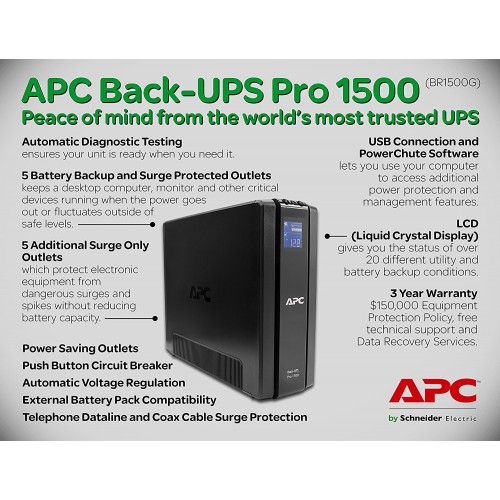 APC Back-UPS Pro 1500 (BR1500G)
Peace of mind from the world's most trusted UPS
Automatic Diagnostic Testing
ensures your unit is ready when you need it.
5 Battery Backup and Surge Protected Outlets
keeps a desktop computer, monitor and other critical
devices running when the power goes
out or fluctuates outside of
safe levels.
5 Additional Surge Only
Outlets
which protect electronic
equipment from
dangerous surges and
spikes without reducing
battery capacity.
Power Saving Outlets
Push Button Circuit Breaker
Automatic Voltage Regulation
External Battery Pack Compatibility
Telephone Dataline and Coax Cable Surge Protection
USB Connection and
PowerChute Software
lets you use your computer
to access additional
power protection and
management features.
LCD
(Liquid Crystal Display)
gives you the status of over
20 different utility and
battery backup conditions.
3 Year Warranty
$150,000 Equipment
Protection Policy, free
technical support and
Data Recovery Services.
APC
APC
Back-UPS
Pro 1500
APC
by Schneider Electric